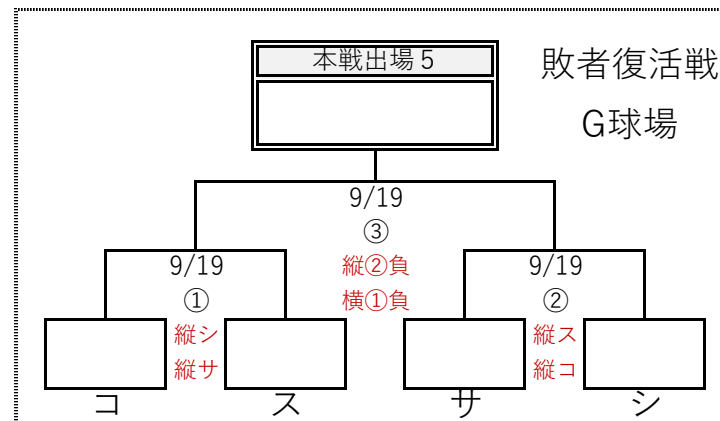 本戦出場5
敗者復活戦
G球場
9/19
③
縦②負
横①負
9/19
①
縦シ
縦サ
9/19
②
縦ス
縦コ
コ
ス
サ
シ